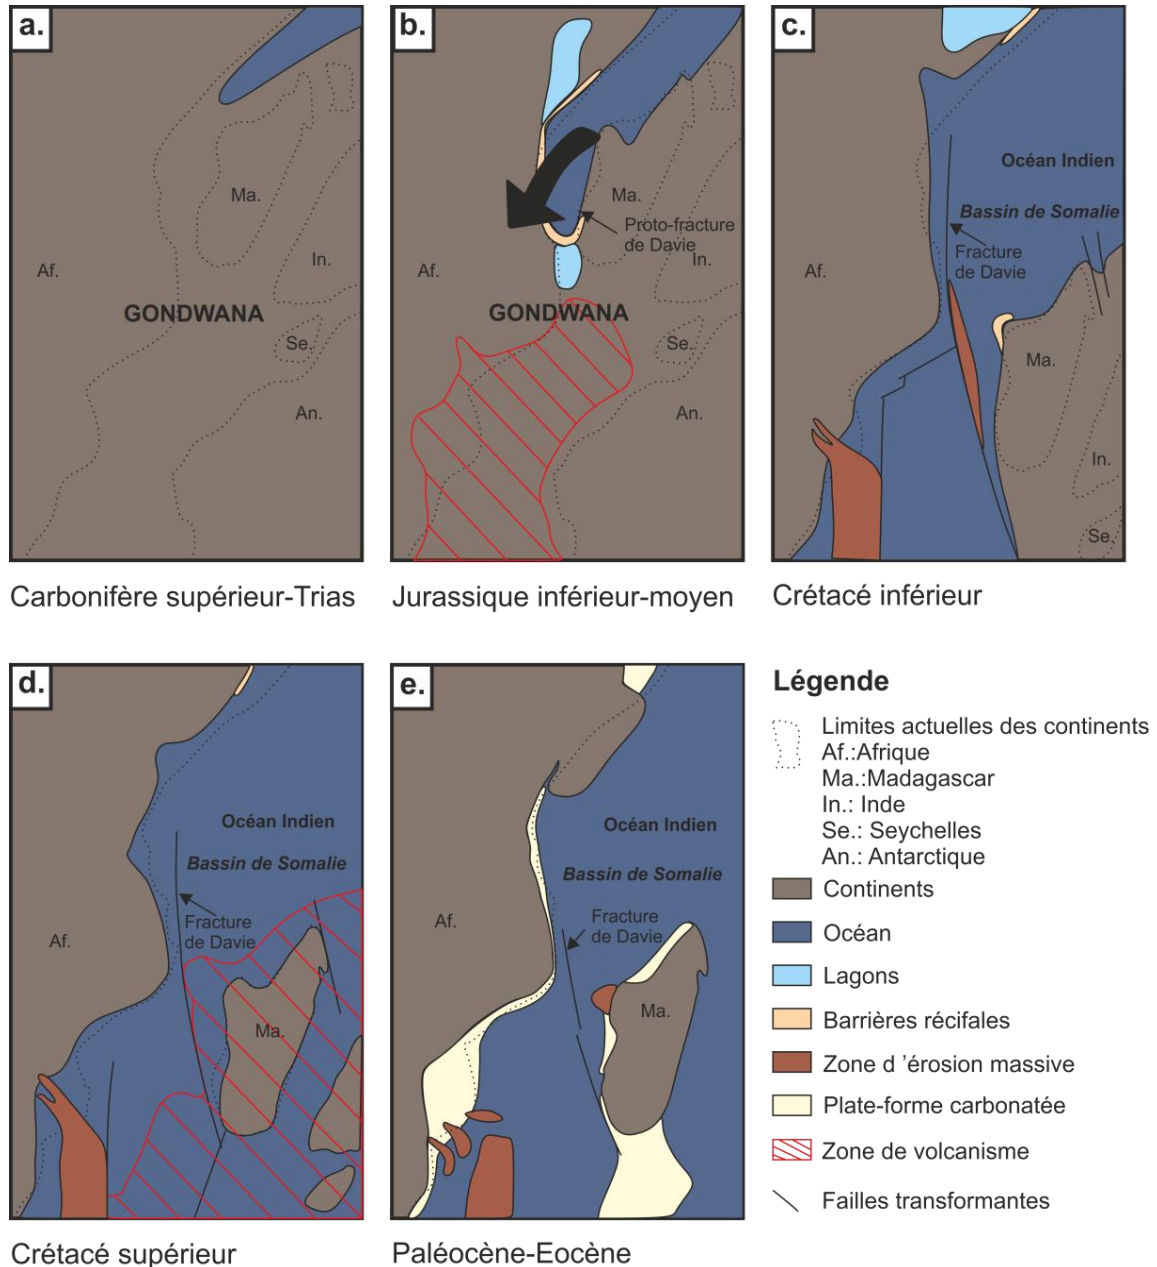 a.
Ma.
Af.
In.
GONDWANA
Se.
An.
Carbonifère supérieur-Trias
b.
Ma.
Proto-fracture
de Davie
In.
Af.
GONDWANA
Se.
An.
Jurassique inférieur-moyen
c.
Océan Indien
Bassin de Somalie
Fracture
de Davie
Af.
Ma.
In.
Se.
Crétacé inférieur
d.
Océan Indien
Bassin de Somalie
Fracture
de Davie
Af.
Ma.
Crétacé supérieur
e.
Océan Indien
Bassin de Somalie
Fracture
de Davie
Af.
Ma.
Paléocène-Eocène
Légende
Limites actuelles des continents
Af.:Afrique
Ma.:Madagascar
In.: Inde
Se.: Seychelles
An.: Antarctique
Continents
Océan
Lagons
Barrières récifales
Zone d 'érosion massive
Plate-forme carbonatée
Zone de volcanisme
Failles transformantes